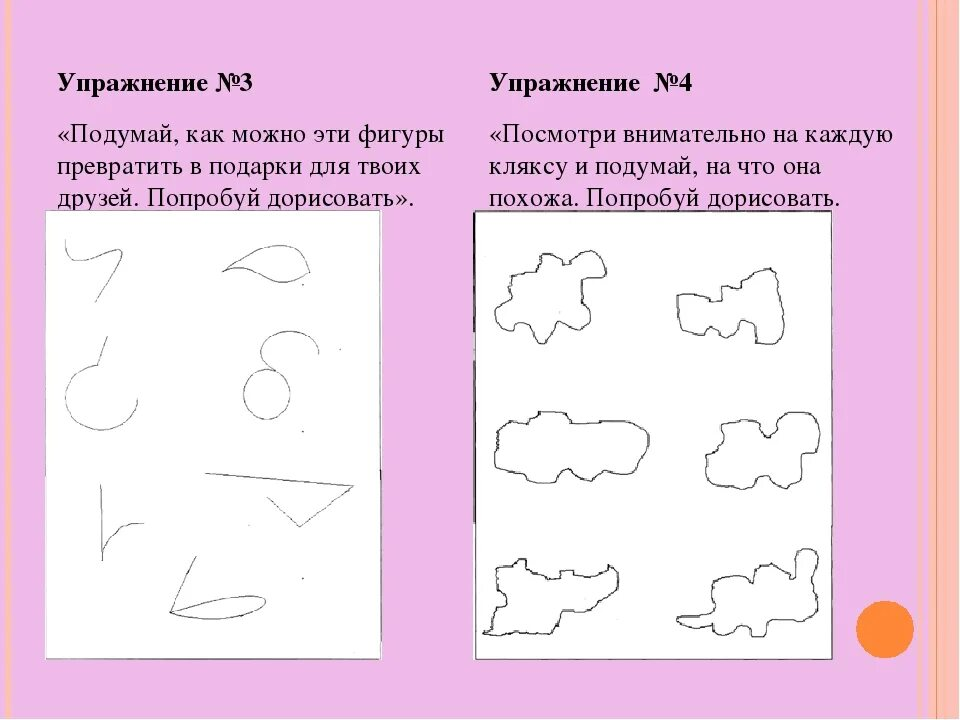 Упражнение №3
«Подумай, как можно эти фигуры
превратить в подарки для твоих
друзей. Попробуй дорисовать».
Упражнение №4
«Посмотри внимательно на каждую
кляксу и подумай, на что она
похожа. Попробуй дорисовать.